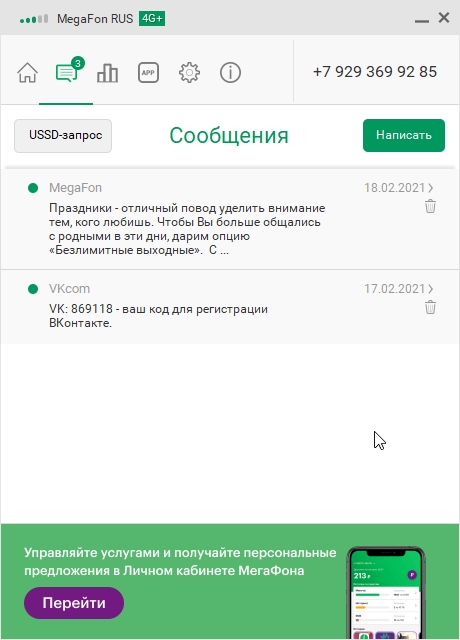 MegaFon RUS 4G+
3
APP
+7 929 369 92 85
USSD-запрос
Сообщения
Написать
MegaFon
18.02.2021
Праздники - отличный повод уделить внимание
тем, кого любишь. Чтобы Вы больше общались
с родными в эти дни, дарим опцию
«Безлимитные выходные». С ...
VKcom
17.02.2021
VK: 869118 - ваш код для регистрации
ВКонтакте.
Управляйте услугами и получайте персональные
предложения в Личном кабинете МегаФона
Перейти
213 ₽